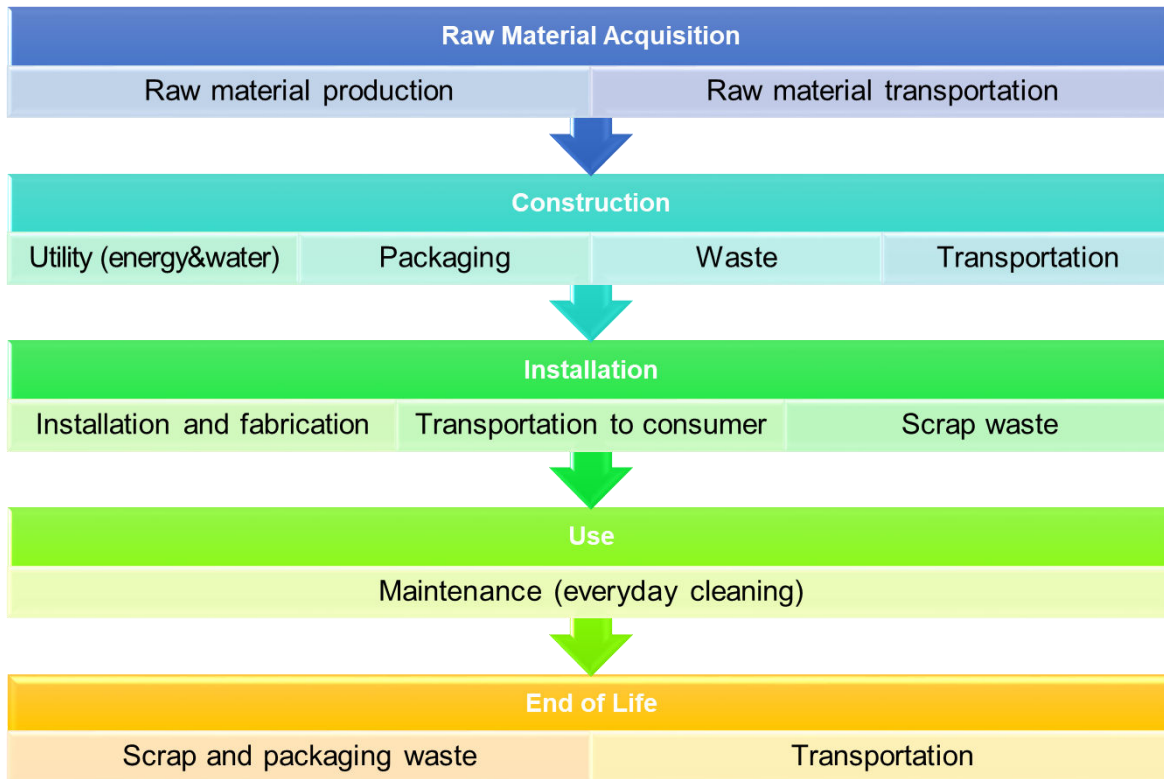 Raw Material Acquisition
Raw material production
Raw material transportation
Construction
Utility (energy&water)
Packaging
Waste
Transportation
Installation
Installation and fabrication
Transportation to consumer
Scrap waste
Use
Maintenance (everyday cleaning)
End of Life
Scrap and packaging waste
Transportation